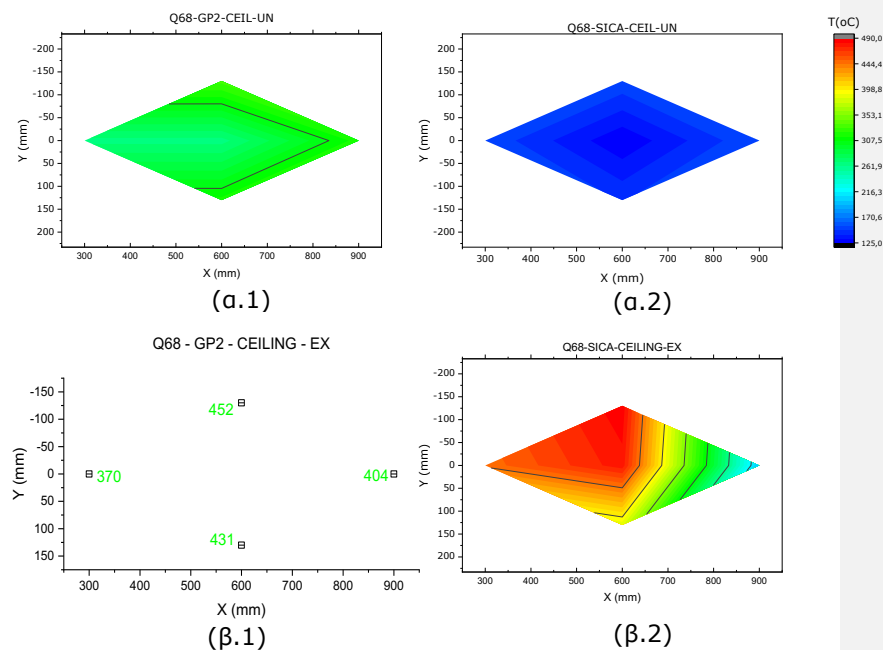 Q68-GP2-CEIL-UN
-200
-150
-100
-50
0
50
100
150
200
Y (mm)
300 400 500 600 700 800 900
X (mm)
(α.1)
Q68-SICA-CEIL-UN
-200
-150
-100
-50
0
50
100
150
200
Y (mm)
300 400 500 600 700 800 900
X (mm)
(α.2)
T(oC)
490,0
444,4
398,8
353,1
307,5
261,9
216,3
170,6
125,0
Q68 - GP2 - CEILING - EX
-150
-100
-50
0
50
100
150
Y (mm)
452
370
404
431
300 400 500 600 700 800 900
X (mm)
(β.1)
Q68-SICA-CEILING-EX
-200
-150
-100
-50
0
50
100
150
200
Y (mm)
300 400 500 600 700 800 900
X (mm)
(β.2)